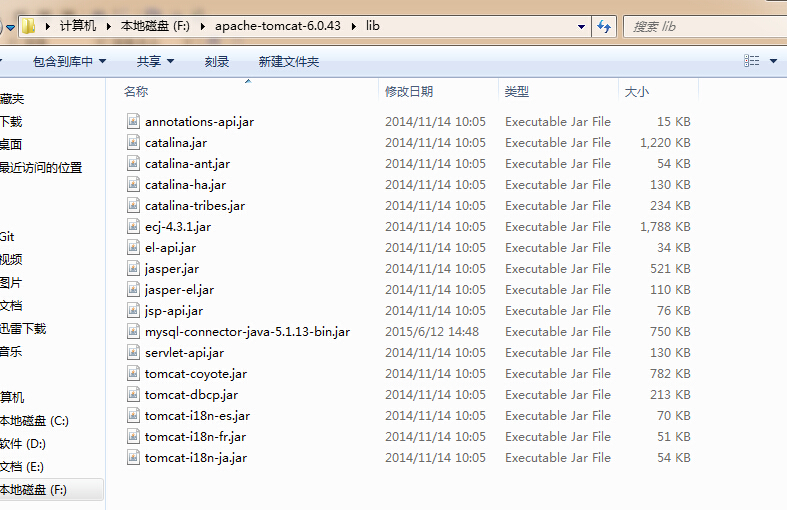 计算机 ▸ 本地磁盘 (F:) ▸ apache-tomcat-6.0.43 ▸ lib
搜索 lib
包含到库中 共享 刻录 新建文件夹
名称 修改日期 类型 大小
annotations-api.jar 2014/11/14 10:05 Executable Jar File 15 KB
catalina.jar 2014/11/14 10:05 Executable Jar File 1,220 KB
catalina-ant.jar 2014/11/14 10:05 Executable Jar File 54 KB
catalina-ha.jar 2014/11/14 10:05 Executable Jar File 130 KB
catalina-tribes.jar 2014/11/14 10:05 Executable Jar File 234 KB
ecj-4.3.1.jar 2014/11/14 10:05 Executable Jar File 1,788 KB
el-api.jar 2014/11/14 10:05 Executable Jar File 34 KB
jasper.jar 2014/11/14 10:05 Executable Jar File 521 KB
jasper-el.jar 2014/11/14 10:05 Executable Jar File 110 KB
jsp-api.jar 2014/11/14 10:05 Executable Jar File 76 KB
mysql-connector-java-5.1.13-bin.jar 2015/6/12 14:48 Executable Jar File 750 KB
servlet-api.jar 2014/11/14 10:05 Executable Jar File 130 KB
tomcat-coyote.jar 2014/11/14 10:05 Executable Jar File 782 KB
tomcat-dbcp.jar 2014/11/14 10:05 Executable Jar File 213 KB
tomcat-i18n-es.jar 2014/11/14 10:05 Executable Jar File 70 KB
tomcat-i18n-fr.jar 2014/11/14 10:05 Executable Jar File 51 KB
tomcat-i18n-ja.jar 2014/11/14 10:05 Executable Jar File 54 KB
藏夹
下载
桌面
最近访问的位置
Git
视频
图片
文档
迅雷下载
音乐
算机
本地磁盘 (C:)
软件 (D:)
文档 (E:)
本地磁盘 (F:)